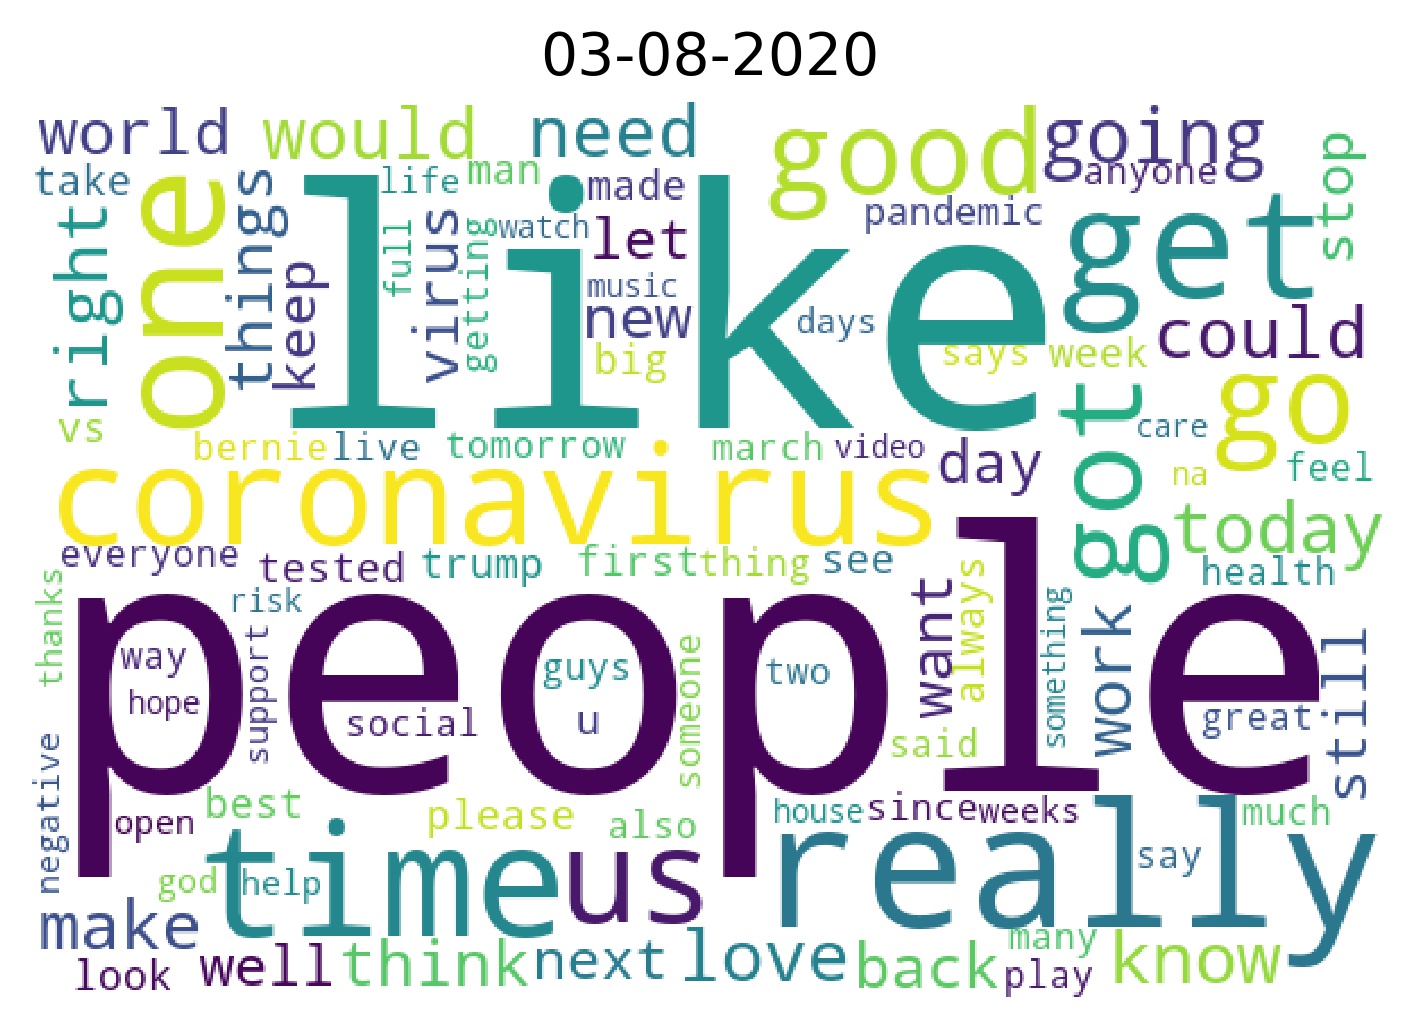 03-08-2020
world would need good going
take life man made anyone stop
right one things keep full virus getting watch let pandemic get
like
music new days could
big says week
vs got care go
bernie live tomorrow march video day na feel
coronavirus today
everyone tested trump first thing see health
thanks risk want always something work still
people
way support guys someone two
hope social u said great
negative open best please also house since weeks much
god help time us really say
make
look well think next love back many play know